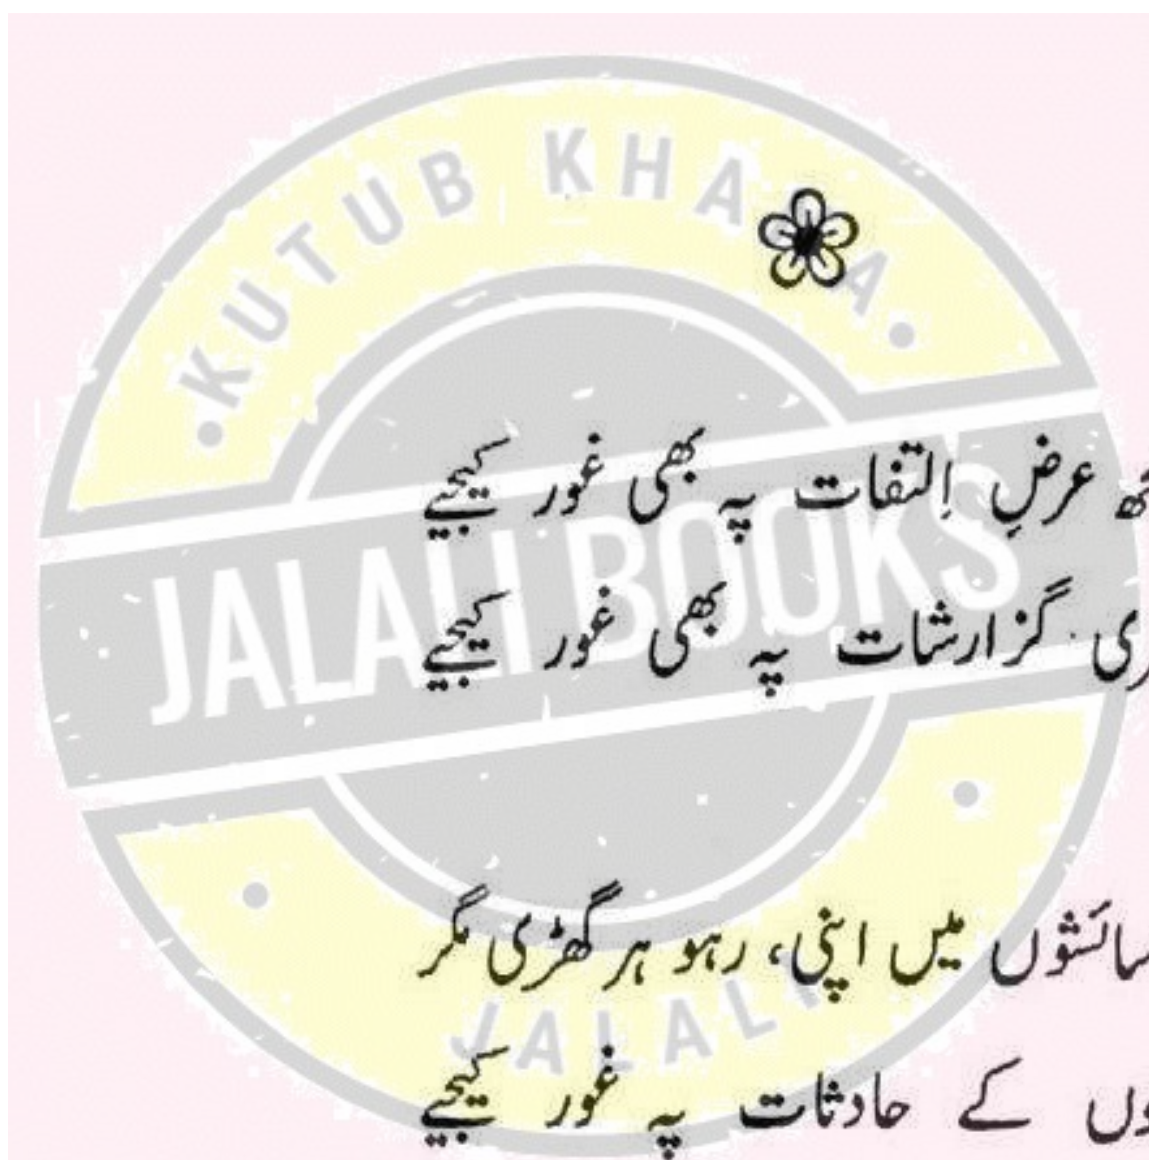 KUTUB KHANA
عرضِ اِلتفات پہ بھی غور کیجیے
JALALI BOOKS
گزارشات پہ بھی غور کیجیے
میں اپنی، رہو ہر گھڑی مگر
JALALI
کے حادثات پہ غور کیجیے